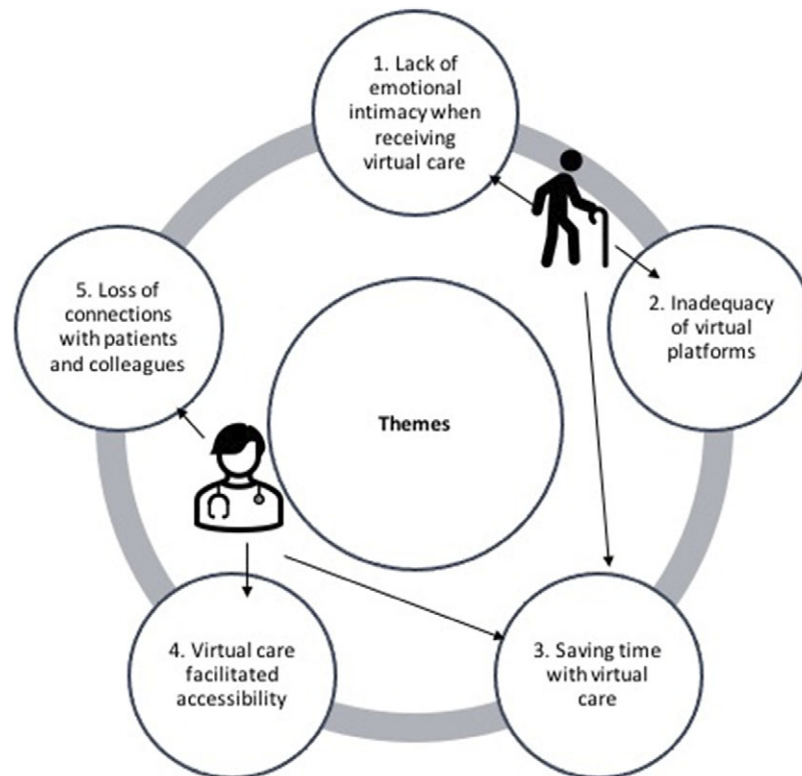 1. Lack of
emotional
intimacy when
receiving
virtual care
2. Inadequacy
of virtual
platforms
3. Saving time
with virtual
care
4. Virtual care
facilitated
accessibility
5. Loss of
connections
with patients
and colleagues
Themes